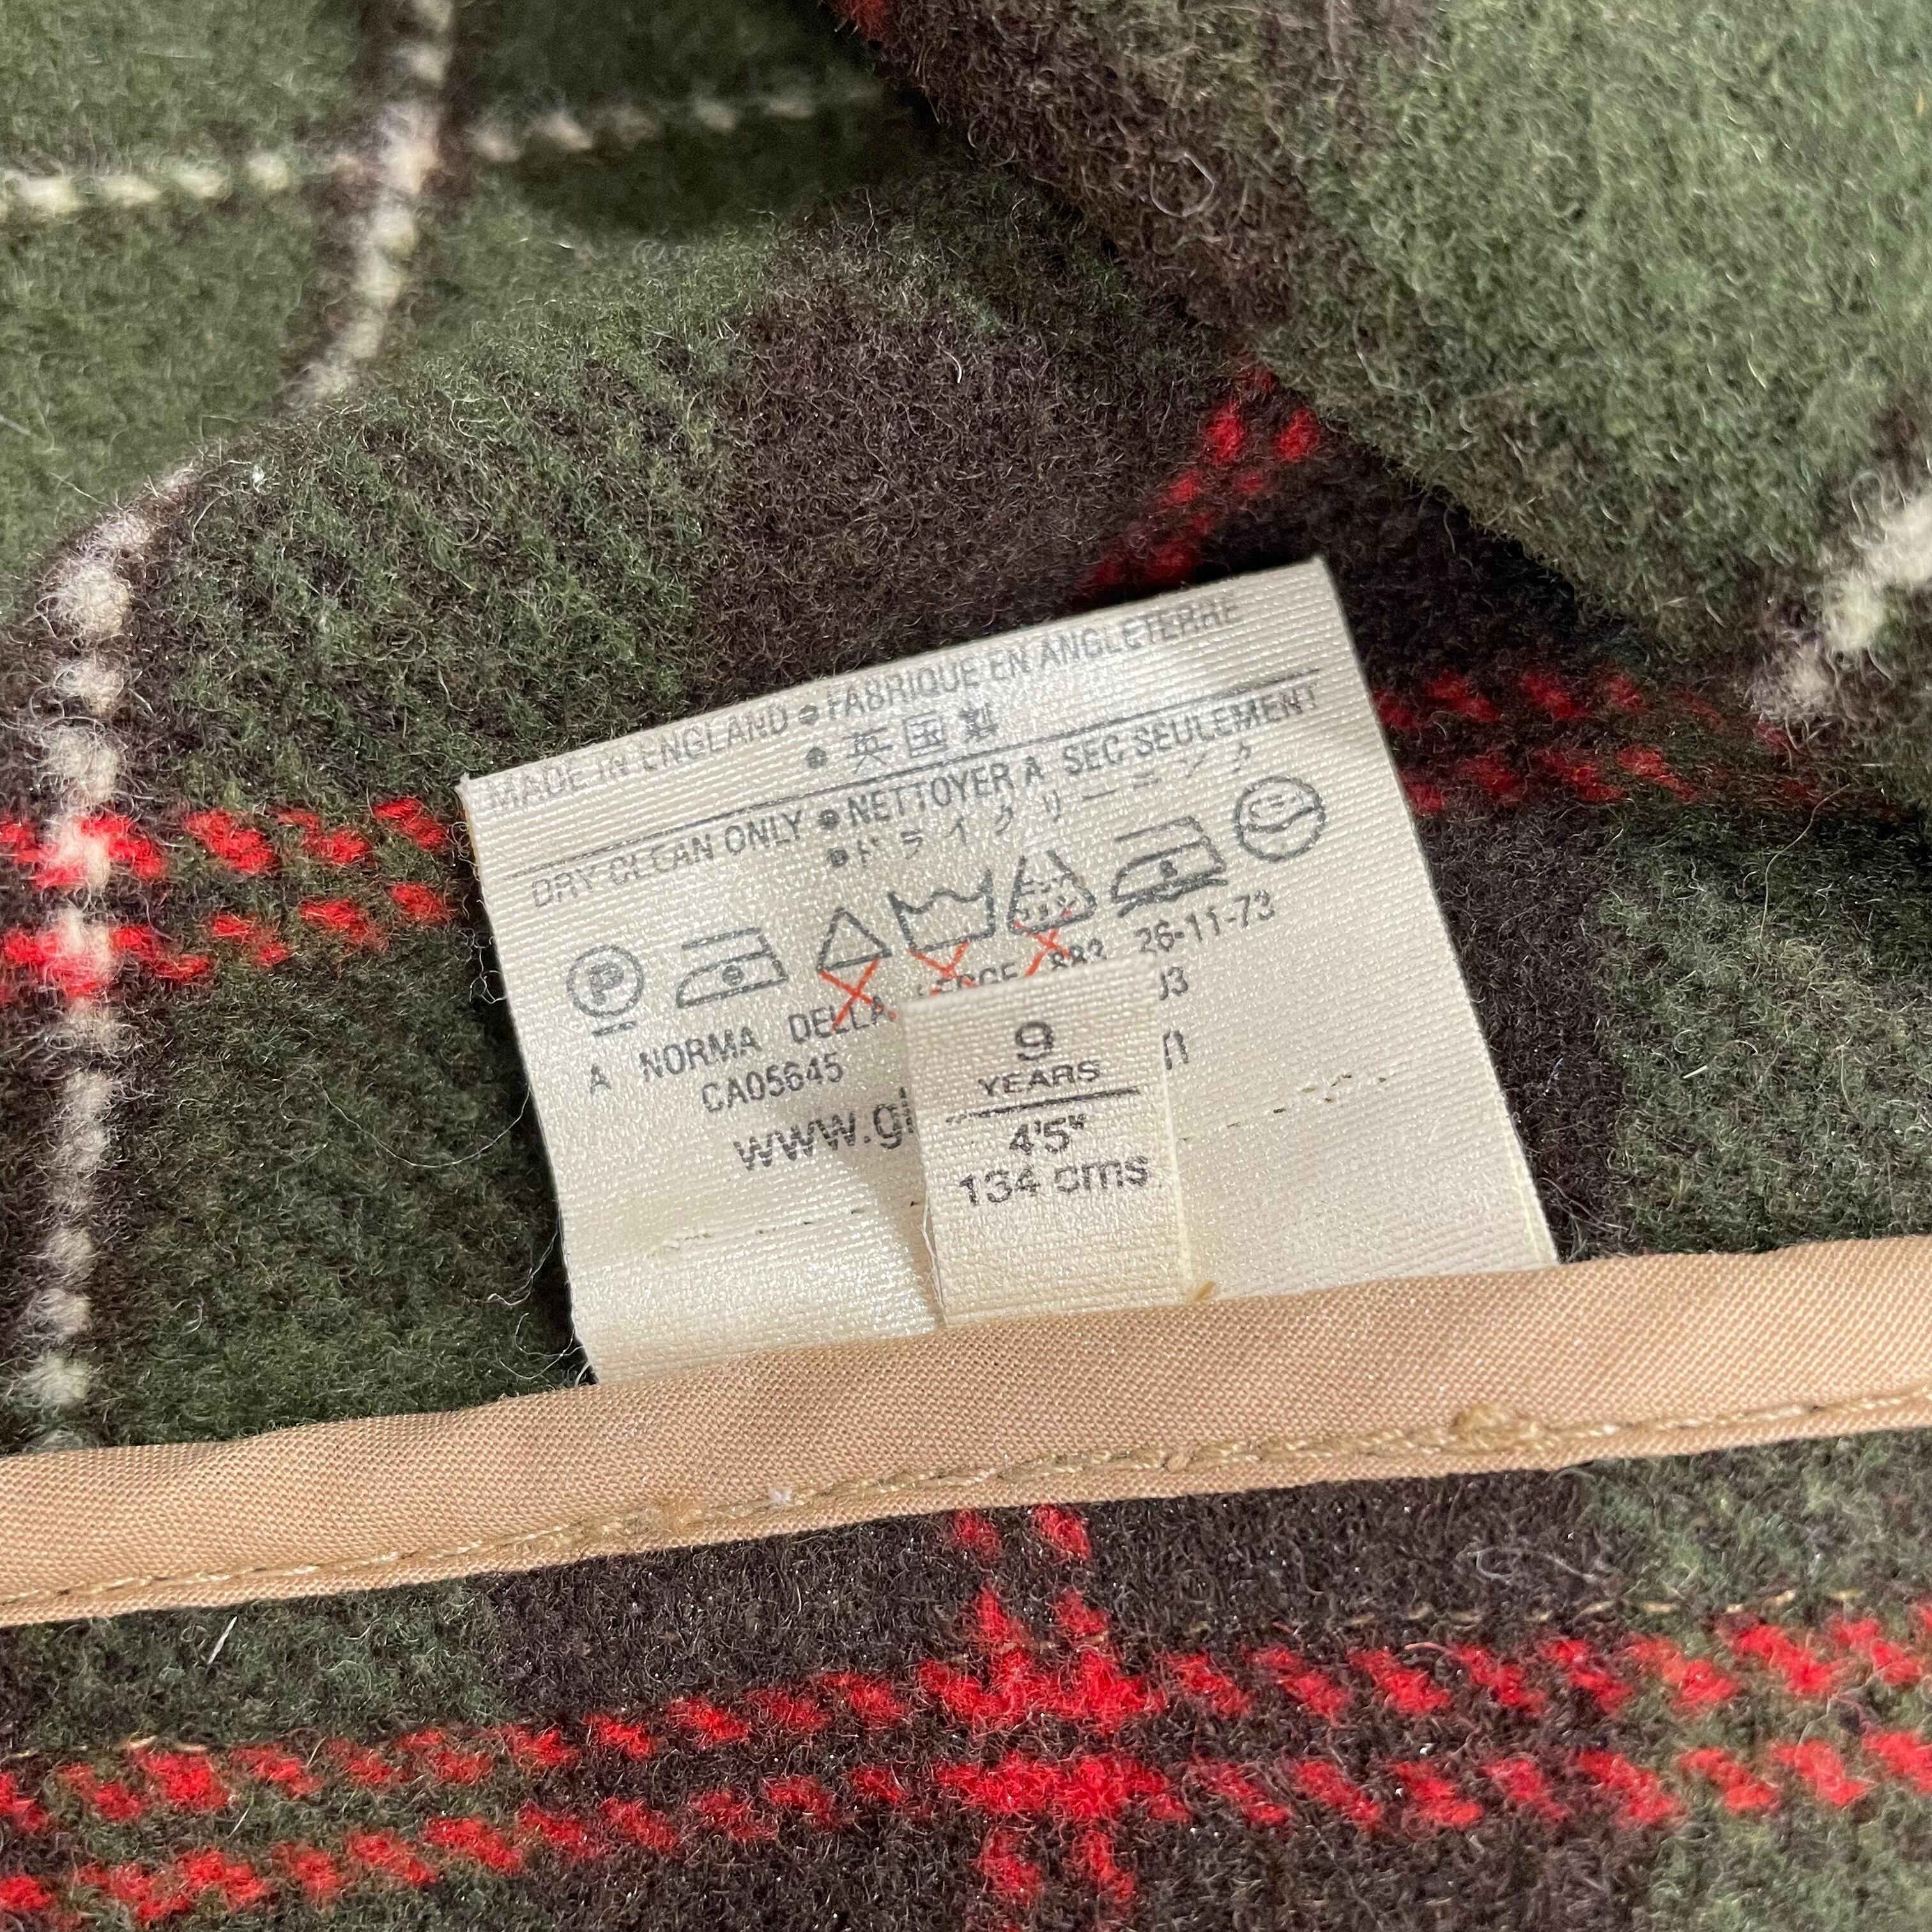 MADE IN ENGLAND ● FABRIQUE EN ANGLETERRE
● 英国製
DRY CLEAN ONLY ● NETTOYER A SEC SEULEMENT
● ドライクリーニング
P
A NORMA DELLA 883 26-11-73
CA05645
www.gl
9
YEARS
4'5"
134 cms